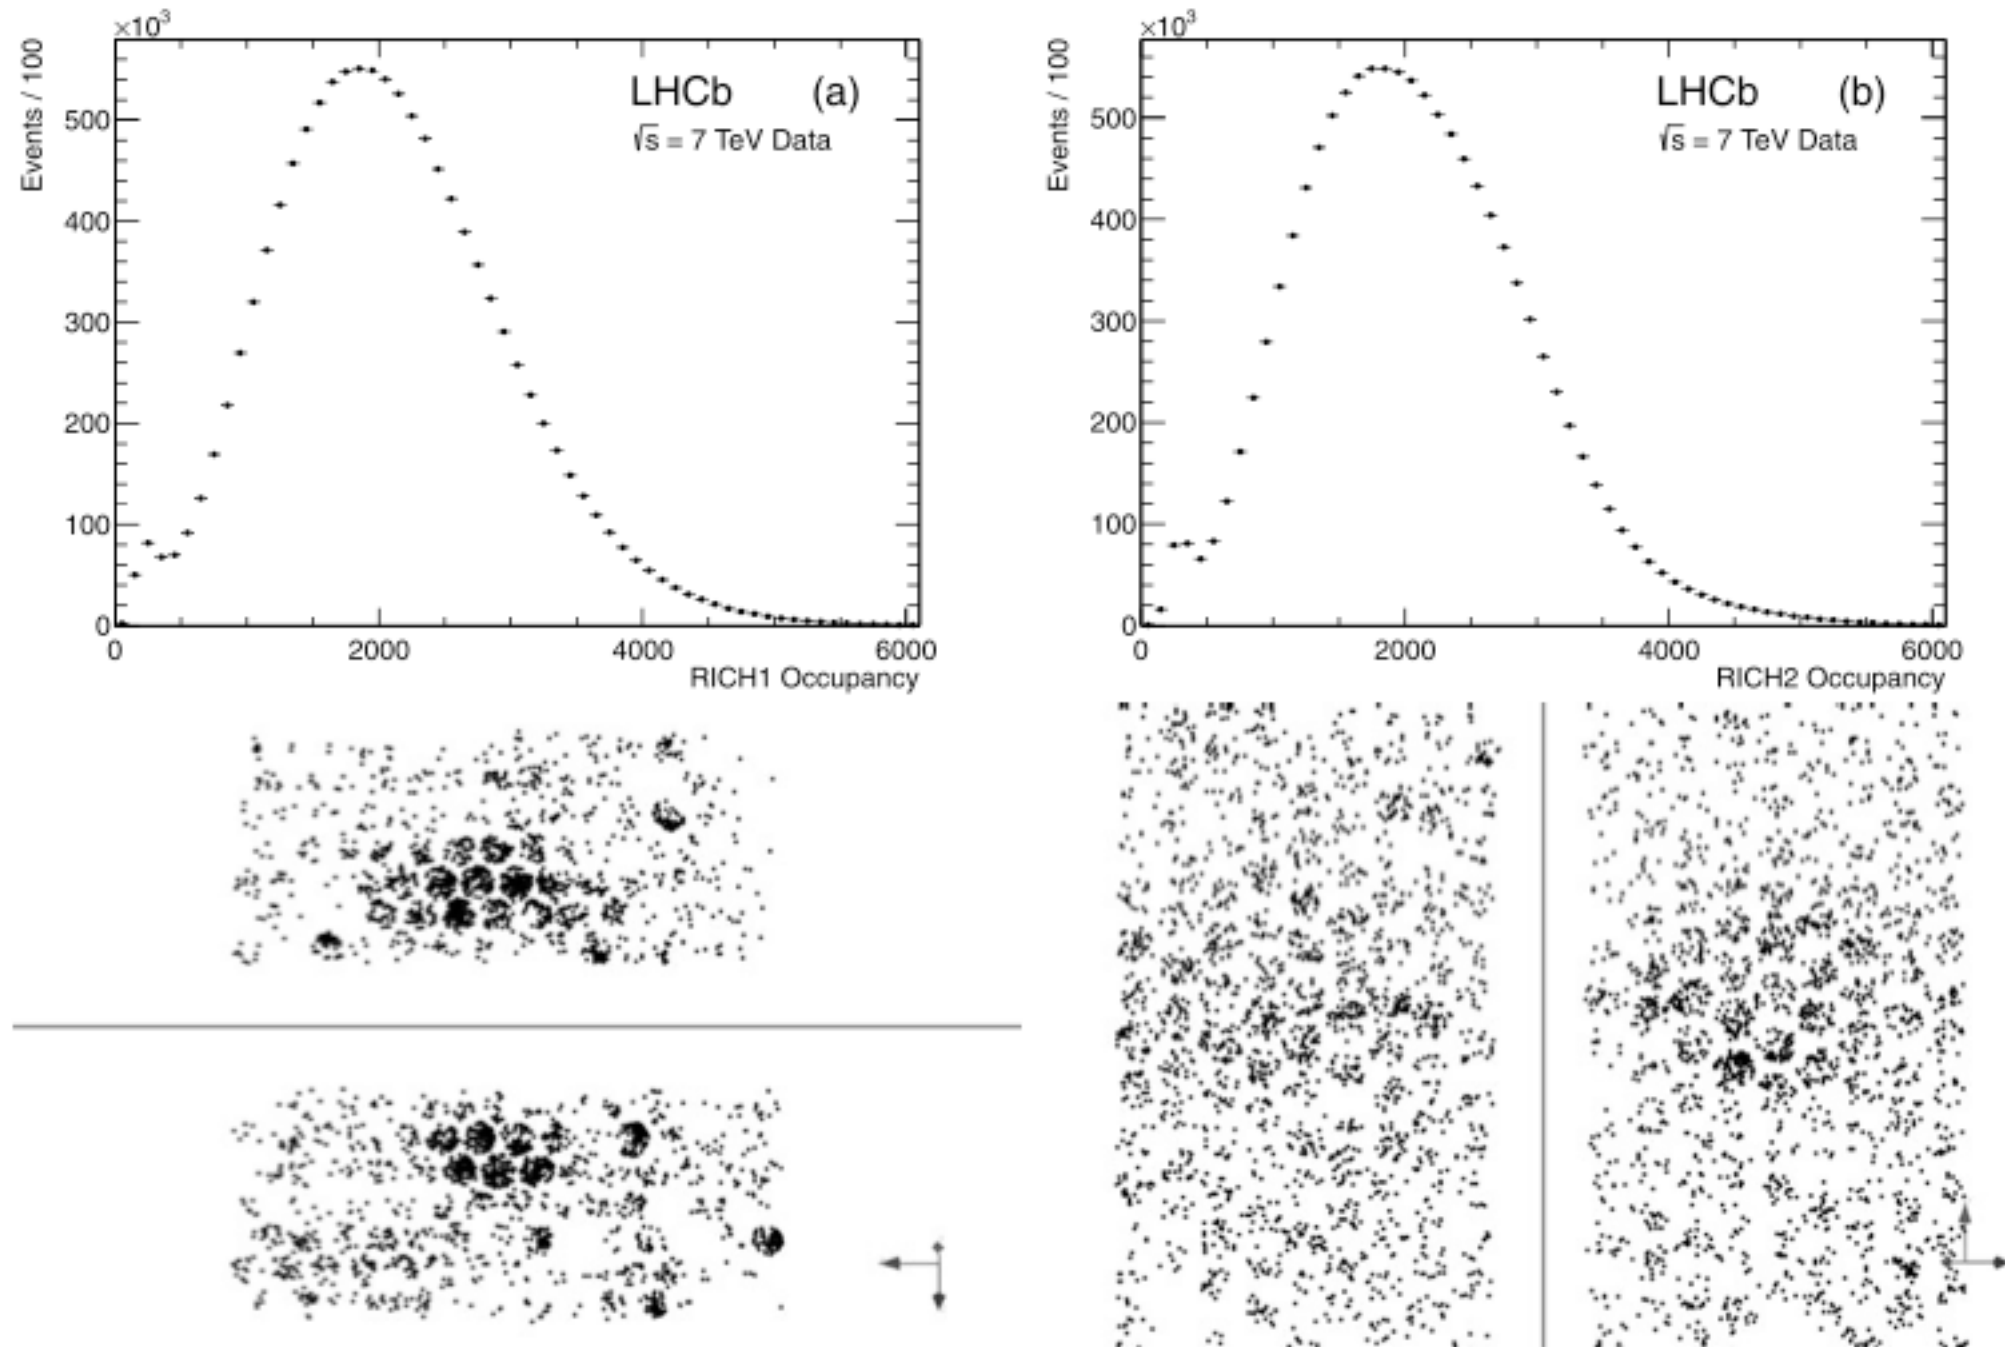 ×10³
Events / 100
LHCb (a)
√s = 7 TeV Data
500
400
300
200
100
0
0 2000 4000 6000
RICH1 Occupancy
×10³
Events / 100
LHCb (b)
√s = 7 TeV Data
500
400
300
200
100
0
0 2000 4000 6000
RICH2 Occupancy